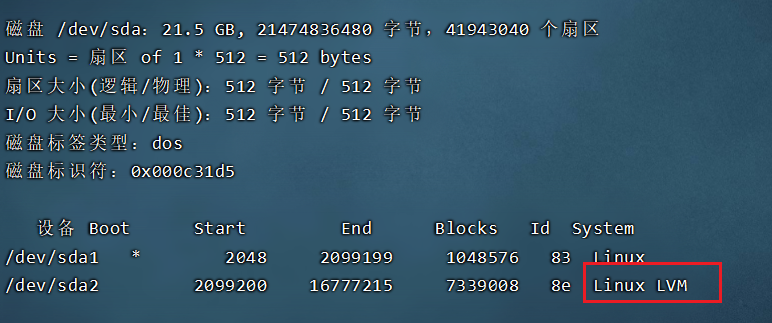 磁盘 /dev/sda：21.5 GB, 21474836480 字节，41943040 个扇区
Units = 扇区 of 1 * 512 = 512 bytes
扇区大小(逻辑/物理)：512 字节 / 512 字节
I/O 大小(最小/最佳)：512 字节 / 512 字节
磁盘标签类型：dos
磁盘标识符：0x000c31d5
设备 Boot Start End Blocks Id System
/dev/sda1 * 2048 2099199 1048576 83 Linux
/dev/sda2 2099200 16777215 7339008 8e Linux LVM